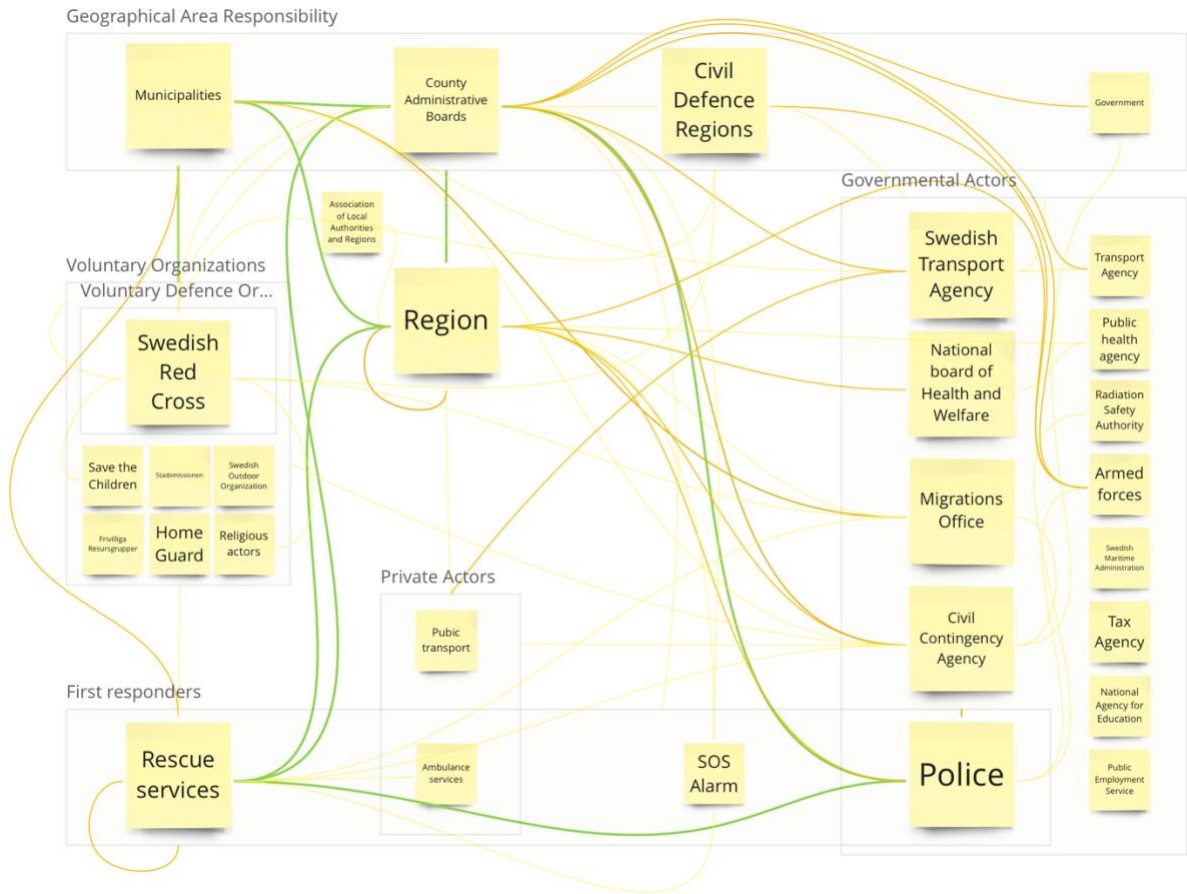 Geographical Area Responsibility
Municipalities
County
Administrative
Boards
Civil
Defence
Regions
Government
Association
of Local
Authorities
and Regions
Governmental Actors
Swedish
Transport
Agency
Transport
Agency
Voluntary Organizations
Voluntary Defence Or...
Swedish
Red
Cross
Region
National
board of
Health and
Welfare
Public
health
agency
Radiation
Safety
Authority
Save the
Children
Stadsmissionen
Swedish
Outdoor
Organization
Frivilliga
Resursgrupper
Home
Guard
Religious
actors
Migrations
Office
Armed
forces
Swedish
Maritime
Administration
Private Actors
Pubic
transport
Civil
Contingency
Agency
Tax
Agency
National
Agency for
Education
First responders
Rescue
services
Ambulance
services
SOS
Alarm
Police
Public
Employment
Service